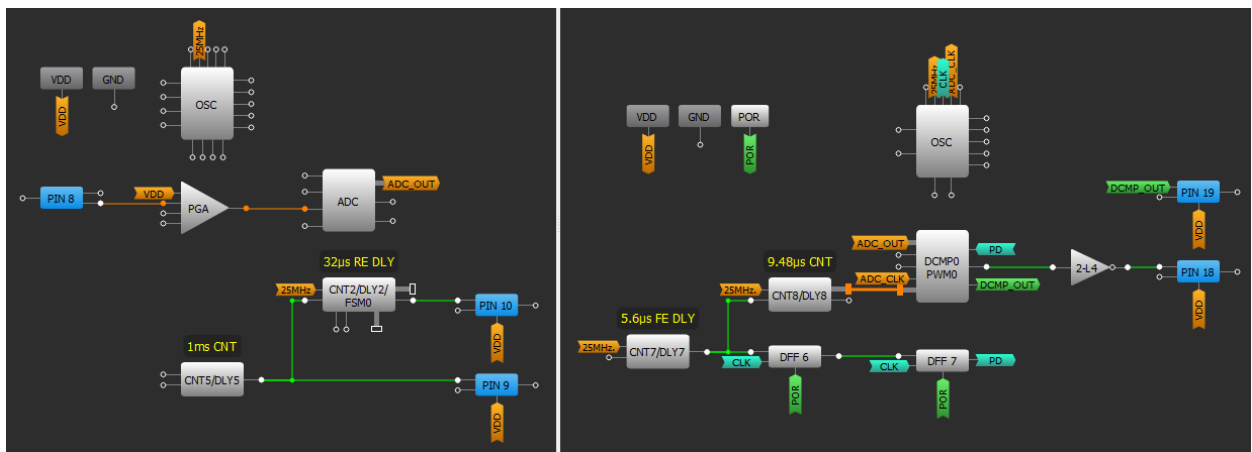 25MHz
VDD
GND
OSC
VDD
PIN 8
VDD
PGA
ADC
ADC_OUT
32µs RE DLY
25MHz
CNT2/DLY2/
FSM0
PIN 10
VDD
1ms CNT
CNT5/DLY5
PIN 9
VDD
25MHz
CLK
ADC_CLK
VDD
GND
POR
OSC
VDD
POR
DCMP_OUT
PIN 19
VDD
ADC_OUT
DCMP0
PWM0
PD
9.48µs CNT
ADC_CLK
2-L4
PIN 18
25MHz.
CNT8/DLY8
DCMP_OUT
VDD
5.6µs FE DLY
25MHz.
CNT7/DLY7
CLK
DFF 6
CLK
DFF 7
PD
POR
POR